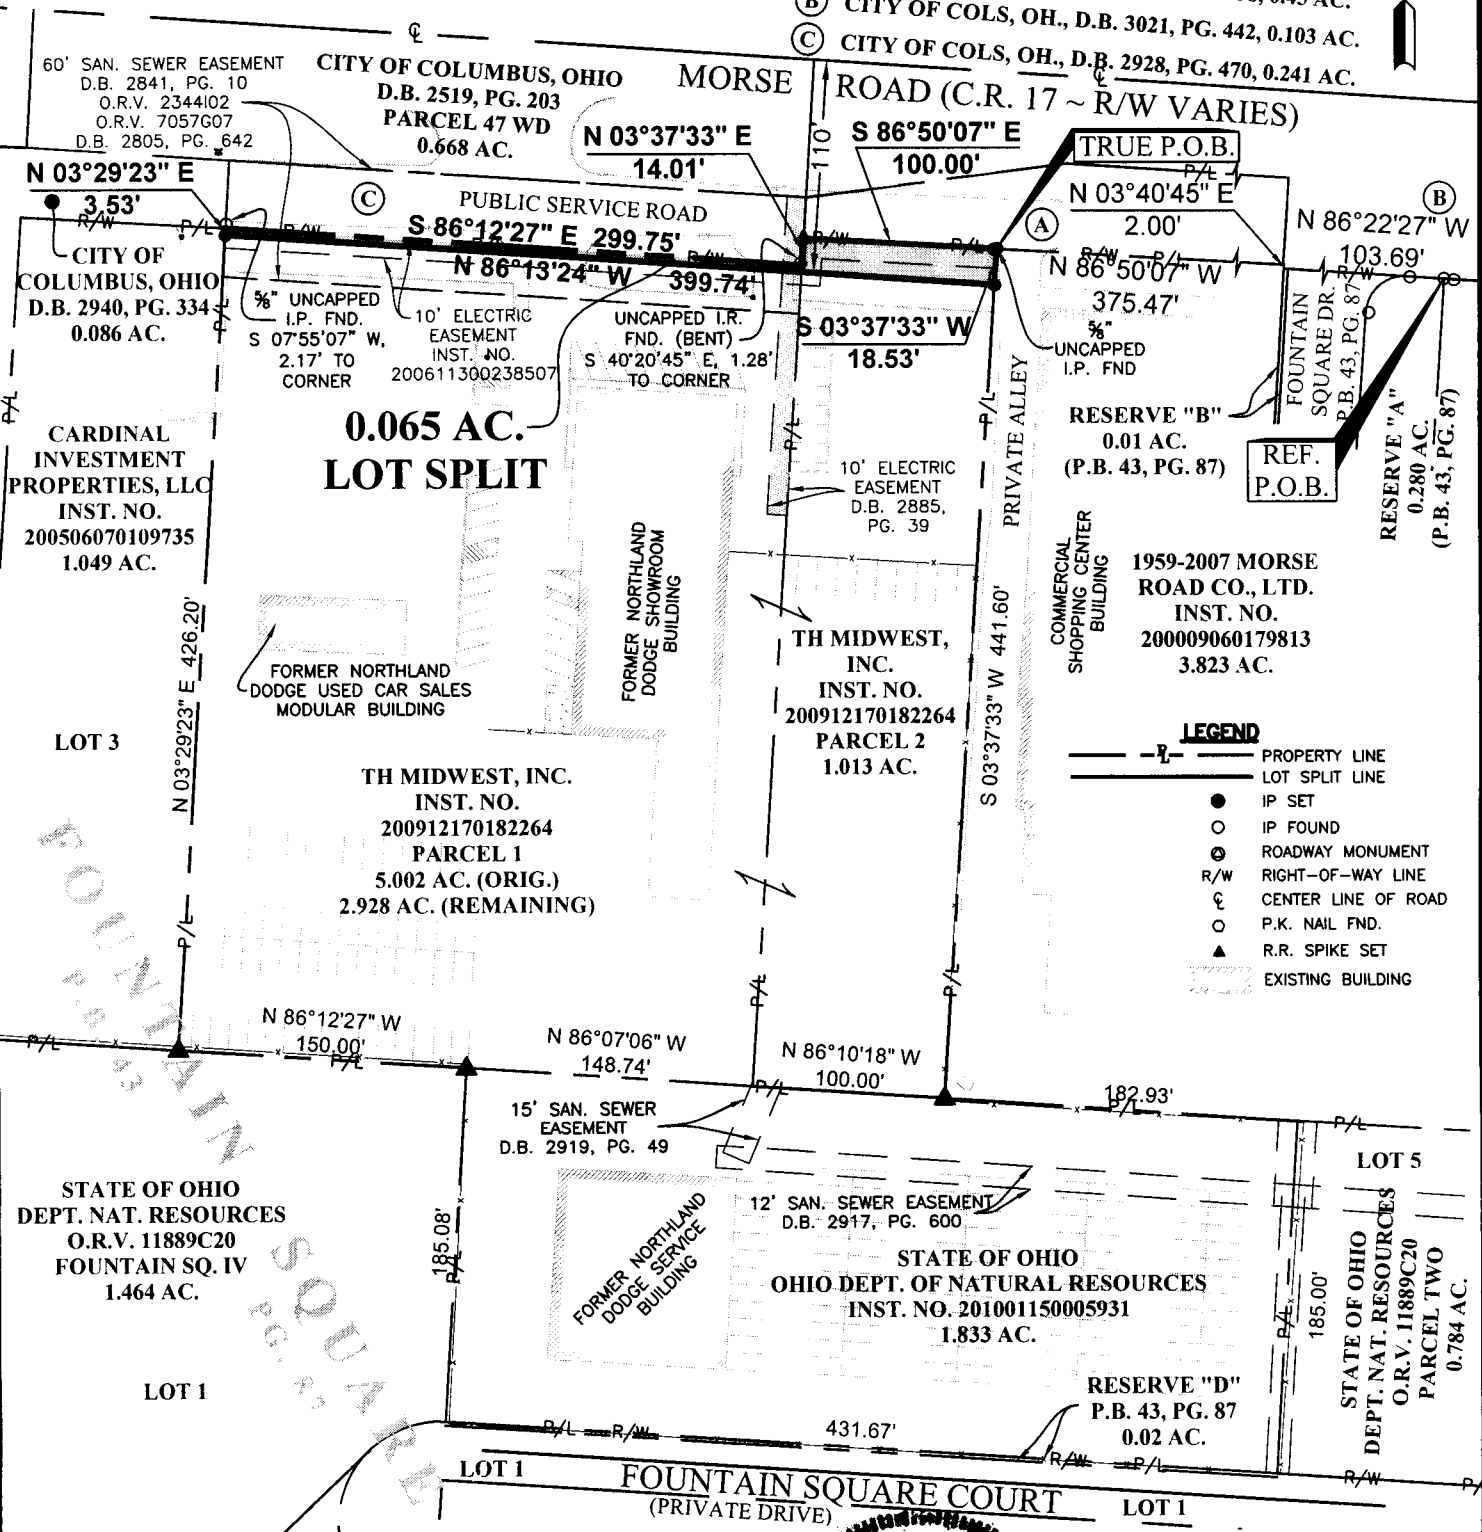 B CITY OF COLS, OH., D.B. 3021, PG. 442, 0.103 AC.
C CITY OF COLS, OH., D.B. 2928, PG. 470, 0.241 AC.
60' SAN. SEWER EASEMENT
D.B. 2841, PG. 10
O.R.V. 2344I02
O.R.V. 7057G07
D.B. 2805, PG. 642
CITY OF COLUMBUS, OHIO
D.B. 2519, PG. 203
PARCEL 47 WD
0.668 AC.
MORSE ROAD (C.R. 17 ~ R/W VARIES)
N 03°37'33" E
14.01'
110'
S 86°50'07" E
100.00'
TRUE P.O.B.
N 03°29'23" E
3.53'
C
PUBLIC SERVICE ROAD
S 86°12'27" E 299.75'
N 86°13'24" W 399.74'
A
N 03°40'45" E
2.00'
B
N 86°22'27" W
103.69'
N 86°50'07" W
375.47'
CITY OF
COLUMBUS, OHIO
D.B. 2940, PG. 334
0.086 AC.
⅝" UNCAPPED
I.P. FND.
S 07°55'07" W,
2.17' TO
CORNER
10' ELECTRIC
EASEMENT
INST. NO.
200611300238507
UNCAPPED I.R.
FND. (BENT)
S 40°20'45" E, 1.28'
TO CORNER
S 03°37'33" W
18.53'
⅝"
UNCAPPED
I.P. FND
FOUNTAIN
SQUARE DR.
P.B. 43, PG. 87
PRIVATE ALLEY
RESERVE "B"
0.01 AC.
(P.B. 43, PG. 87)
REF.
P.O.B.
RESERVE "A"
0.280 AC.
(P.B. 43, PG. 87)
0.065 AC.
LOT SPLIT
CARDINAL
INVESTMENT
PROPERTIES, LLC
INST. NO.
200506070109735
1.049 AC.
10' ELECTRIC
EASEMENT
D.B. 2885,
PG. 39
FORMER NORTHLAND
DODGE SHOWROOM
BUILDING
COMMERCIAL
SHOPPING CENTER
BUILDING
1959-2007 MORSE
ROAD CO., LTD.
INST. NO.
200009060179813
3.823 AC.
N 03°29'23" E 426.20'
S 03°37'33" W 441.60'
FORMER NORTHLAND
DODGE USED CAR SALES
MODULAR BUILDING
TH MIDWEST,
INC.
INST. NO.
200912170182264
PARCEL 2
1.013 AC.
LOT 3
TH MIDWEST, INC.
INST. NO.
200912170182264
PARCEL 1
5.002 AC. (ORIG.)
2.928 AC. (REMAINING)
LEGEND
PROPERTY LINE
LOT SPLIT LINE
IP SET
IP FOUND
ROADWAY MONUMENT
R/W RIGHT-OF-WAY LINE
℄ CENTER LINE OF ROAD
P.K. NAIL FND.
R.R. SPIKE SET
EXISTING BUILDING
FOUNTAIN SQUARE
P.B. 43
N 86°12'27" W
150.00'
N 86°07'06" W
148.74'
N 86°10'18" W
100.00'
182.93'
15' SAN. SEWER
EASEMENT
D.B. 2919, PG. 49
12' SAN. SEWER EASEMENT
D.B. 2917, PG. 600
LOT 5
STATE OF OHIO
DEPT. NAT. RESOURCES
O.R.V. 11889C20
FOUNTAIN SQ. IV
1.464 AC.
185.08'
FORMER NORTHLAND
DODGE SERVICE
BUILDING
STATE OF OHIO
OHIO DEPT. OF NATURAL RESOURCES
INST. NO. 201001150005931
1.833 AC.
185.00'
STATE OF OHIO
DEPT. NAT. RESOURCES
O.R.V. 11889C20
PARCEL TWO
0.784 AC.
LOT 1
RESERVE "D"
P.B. 43, PG. 87
0.02 AC.
431.67'
LOT 1
FOUNTAIN SQUARE COURT
(PRIVATE DRIVE)
LOT 1